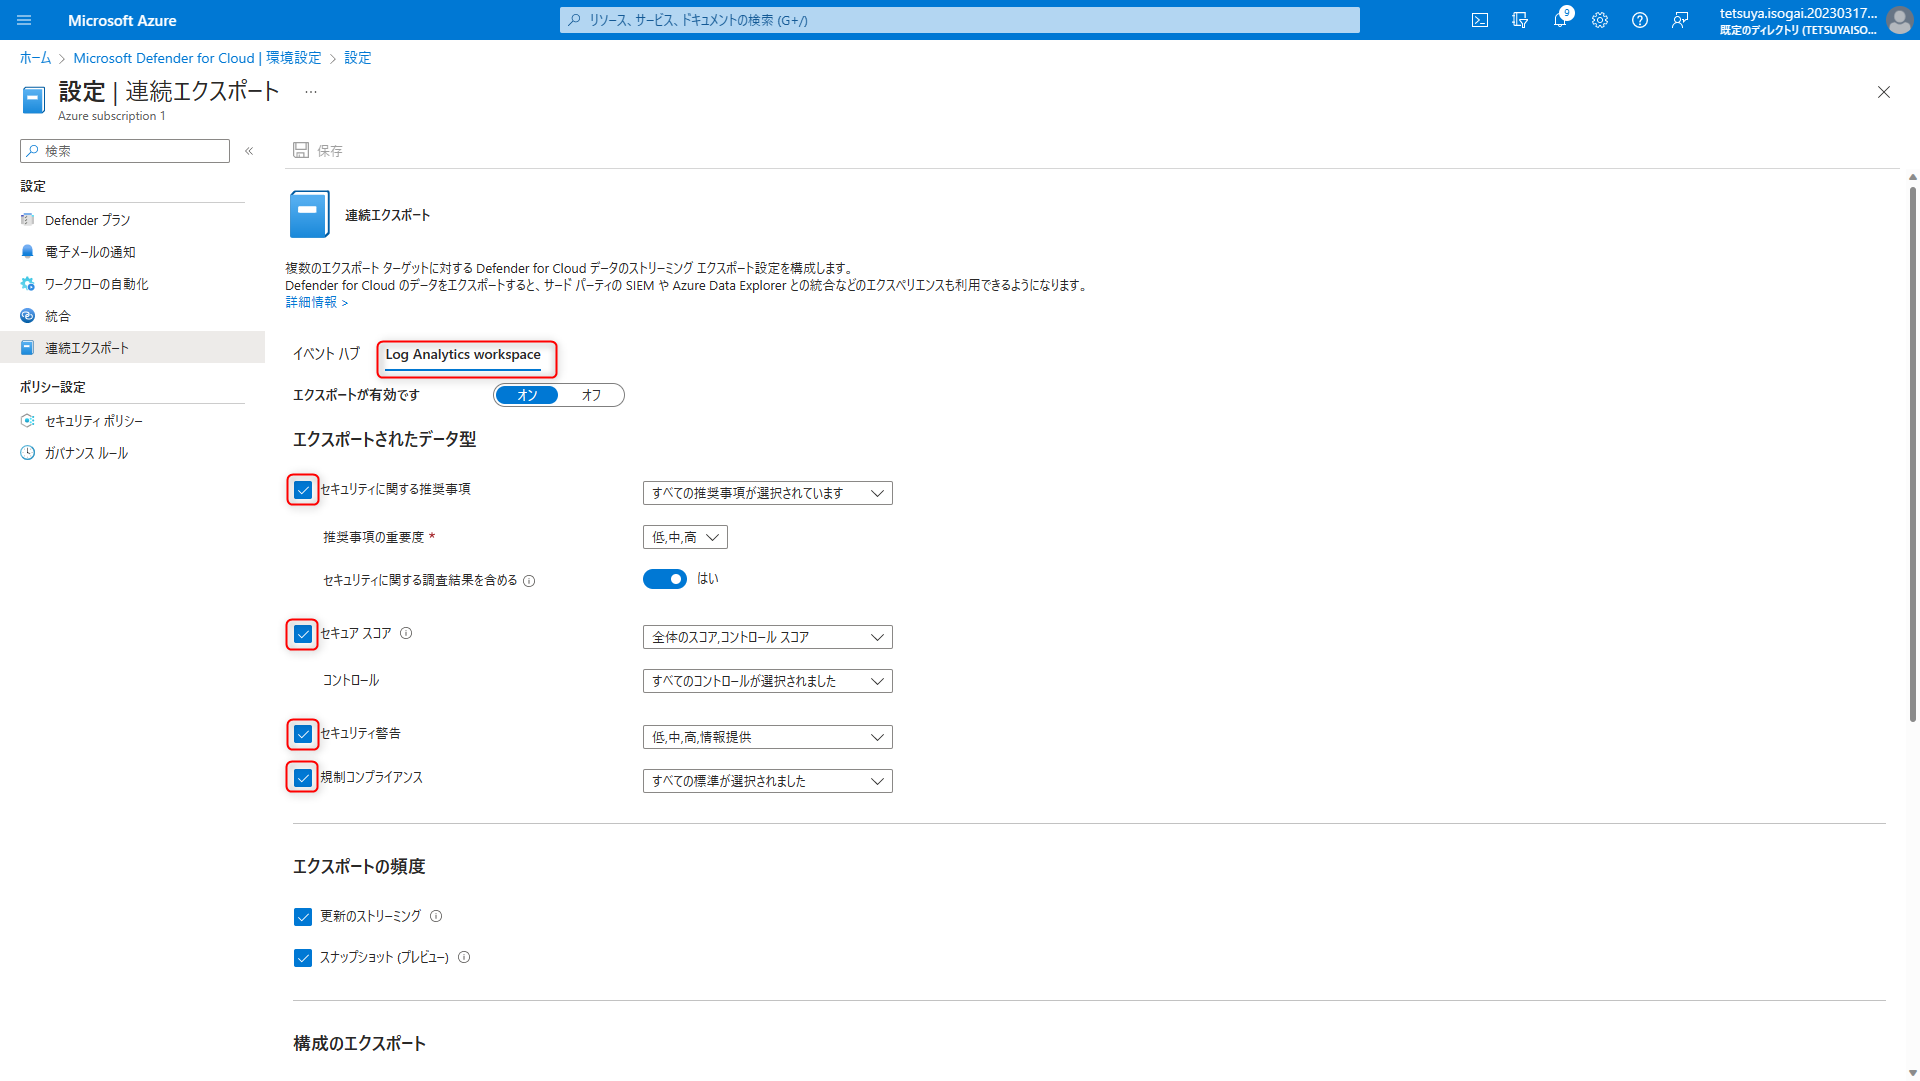 Microsoft Azure
リソース、サービス、ドキュメントの検索 (G+/)
9
tetsuya.isogai.20230317...
既定のディレクトリ (TETSUYAISO...
ホーム > Microsoft Defender for Cloud | 環境設定 > 設定
設定 | 連続エクスポート ...
Azure subscription 1
検索
«
保存
設定
Defender プラン
電子メールの通知
ワークフローの自動化
統合
連続エクスポート
ポリシー設定
セキュリティ ポリシー
ガバナンス ルール
連続エクスポート
複数のエクスポート ターゲットに対する Defender for Cloud データのストリーミング エクスポート設定を構成します。
Defender for Cloud のデータをエクスポートすると、サード パーティの SIEM や Azure Data Explorer との統合などのエクスペリエンスも利用できるようになります。
詳細情報 >
イベント ハブ
Log Analytics workspace
エクスポートが有効です
オン
オフ
エクスポートされたデータ型
セキュリティに関する推奨事項
すべての推奨事項が選択されています
推奨事項の重要度 *
低,中,高
セキュリティに関する調査結果を含める
はい
セキュア スコア
全体のスコア,コントロール スコア
コントロール
すべてのコントロールが選択されました
セキュリティ警告
低,中,高,情報提供
規制コンプライアンス
すべての標準が選択されました
エクスポートの頻度
更新のストリーミング
スナップショット (プレビュー)
構成のエクスポート